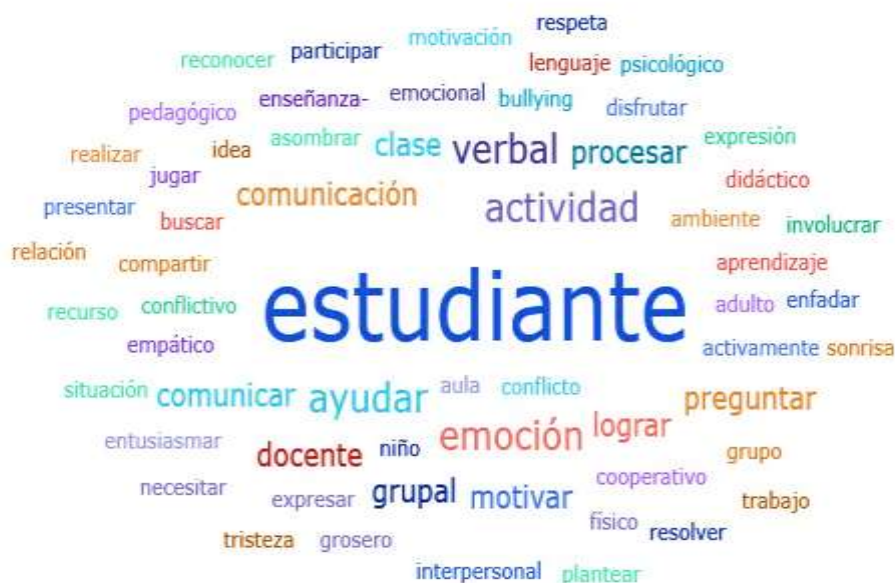 respeta
motivación
participar
reconocer
lenguaje psicológico
emocional
enseñanza-
bullying
disfrutar
pedagógico
asombrar
clase
verbal
procesar
expresión
realizar
idea
jugar
comunicación
actividad
didáctico
presentar
buscar
ambiente
involucrar
relación
compartir
aprendizaje
recurso
conflictivo
estudiante
adulto
enfadar
empático
activamente
sonrisa
situación
comunicar
ayudar
aula
conflicto
preguntar
entusiasmar
docente
niño
emoción
lograr
grupo
necesitar
expresar
grupal
motivar
cooperativo
trabajo
tristeza
grosero
físico
resolver
interpersonal
plantear